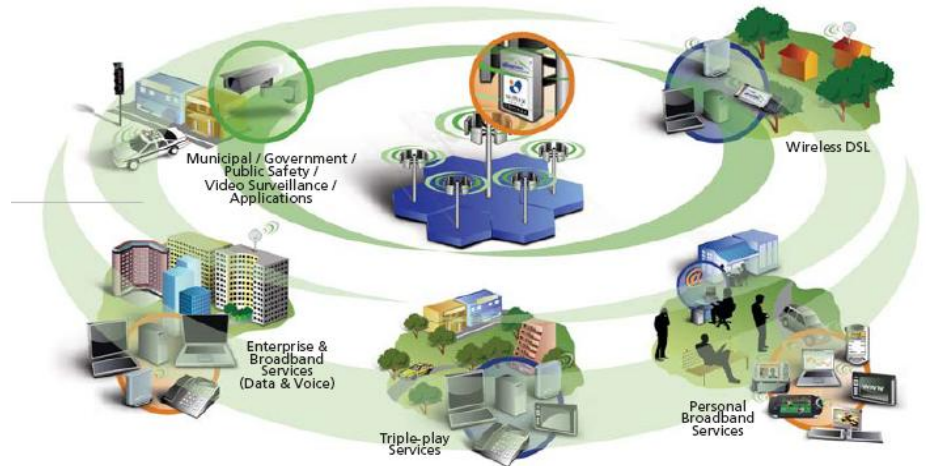 Municipal / Government /
Public Safety /
Video Surveillance /
Applications
Wireless DSL
Enterprise &
Broadband
Services
(Data & Voice)
Triple-play
Services
@
Personal
Broadband
Services